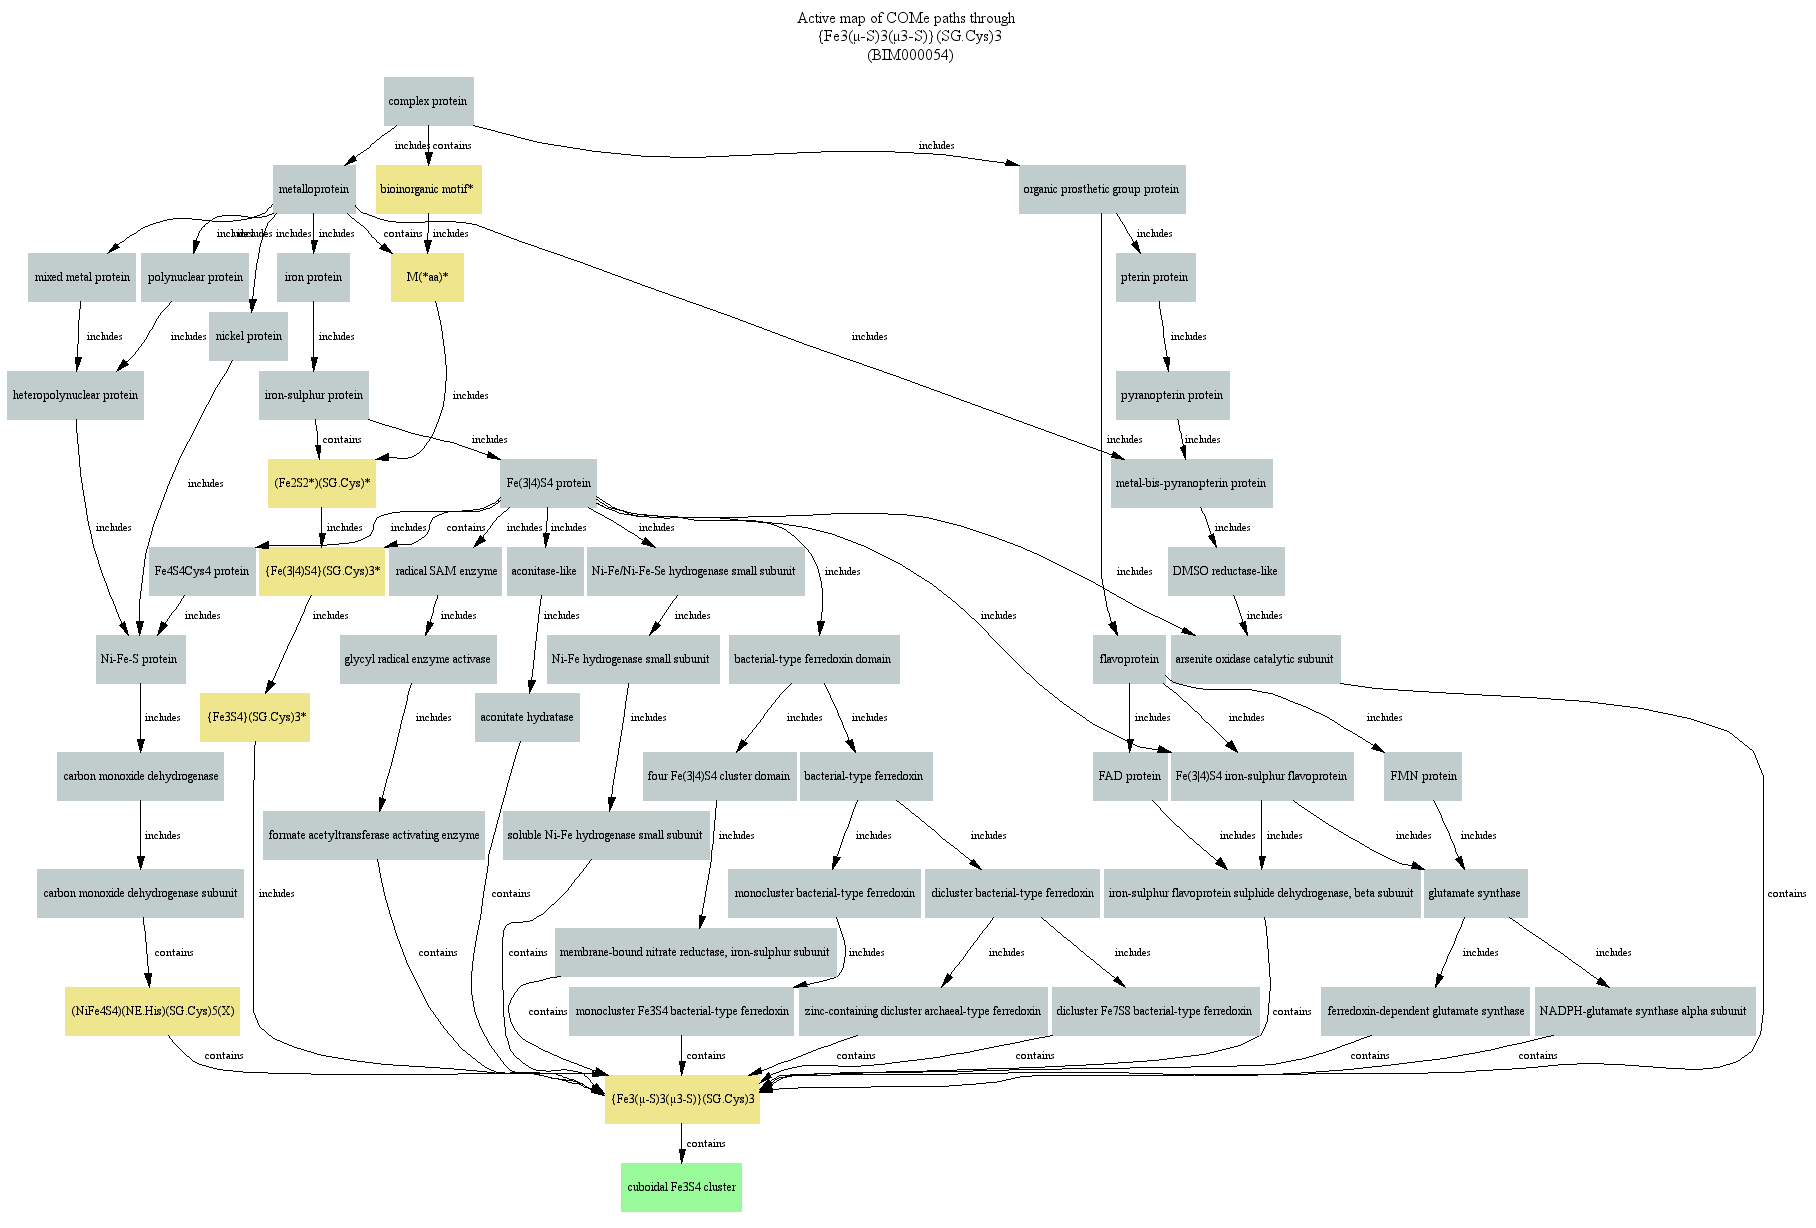 Active map of COMe paths through
{Fe3(μ-S)3(μ3-S)}(SG.Cys)3
(BIM000054)
complex protein
includes
contains
includes
metalloprotein
bioinorganic motif*
organic prosthetic group protein
includes
includes
includes
includes
contains
includes
includes
mixed metal protein
polynuclear protein
iron protein
M(*aa)*
pterin protein
nickel protein
includes
includes
includes
includes
includes
heteropolynuclear protein
iron-sulphur protein
includes
pyranopterin protein
contains
includes
includes
includes
(Fe2S2*)(SG.Cys)*
Fe(3|4)S4 protein
includes
metal-bis-pyranopterin protein
includes
includes
includes
contains
includes
includes
includes
includes
Fe4S4Cys4 protein
{Fe(3|4)S4}(SG.Cys)3*
radical SAM enzyme
aconitase-like
Ni-Fe/Ni-Fe-Se hydrogenase small subunit
includes
includes
DMSO reductase-like
includes
includes
includes
includes
includes
includes
includes
Ni-Fe-S protein
glycyl radical enzyme activase
Ni-Fe hydrogenase small subunit
bacterial-type ferredoxin domain
flavoprotein
arsenite oxidase catalytic subunit
includes
{Fe3S4}(SG.Cys)3*
includes
aconitate hydratase
includes
includes
includes
includes
includes
includes
carbon monoxide dehydrogenase
four Fe(3|4)S4 cluster domain
bacterial-type ferredoxin
FAD protein
Fe(3|4)S4 iron-sulphur flavoprotein
FMN protein
includes
formate acetyltransferase activating enzyme
soluble Ni-Fe hydrogenase small subunit
includes
includes
includes
includes
includes
includes
includes
carbon monoxide dehydrogenase subunit
includes
contains
monocluster bacterial-type ferredoxin
dicluster bacterial-type ferredoxin
iron-sulphur flavoprotein sulphide dehydrogenase, beta subunit
glutamate synthase
contains
contains
contains
contains
membrane-bound nitrate reductase, iron-sulphur subunit
includes
includes
includes
includes
includes
(NiFe4S4)(NE.His)(SG.Cys)5(X)
contains
monocluster Fe3S4 bacterial-type ferredoxin
zinc-containing dicluster archaeal-type ferredoxin
dicluster Fe7S8 bacterial-type ferredoxin
contains
ferredoxin-dependent glutamate synthase
NADPH-glutamate synthase alpha subunit
contains
contains
contains
contains
contains
contains
{Fe3(μ-S)3(μ3-S)}(SG.Cys)3
contains
cuboidal Fe3S4 cluster